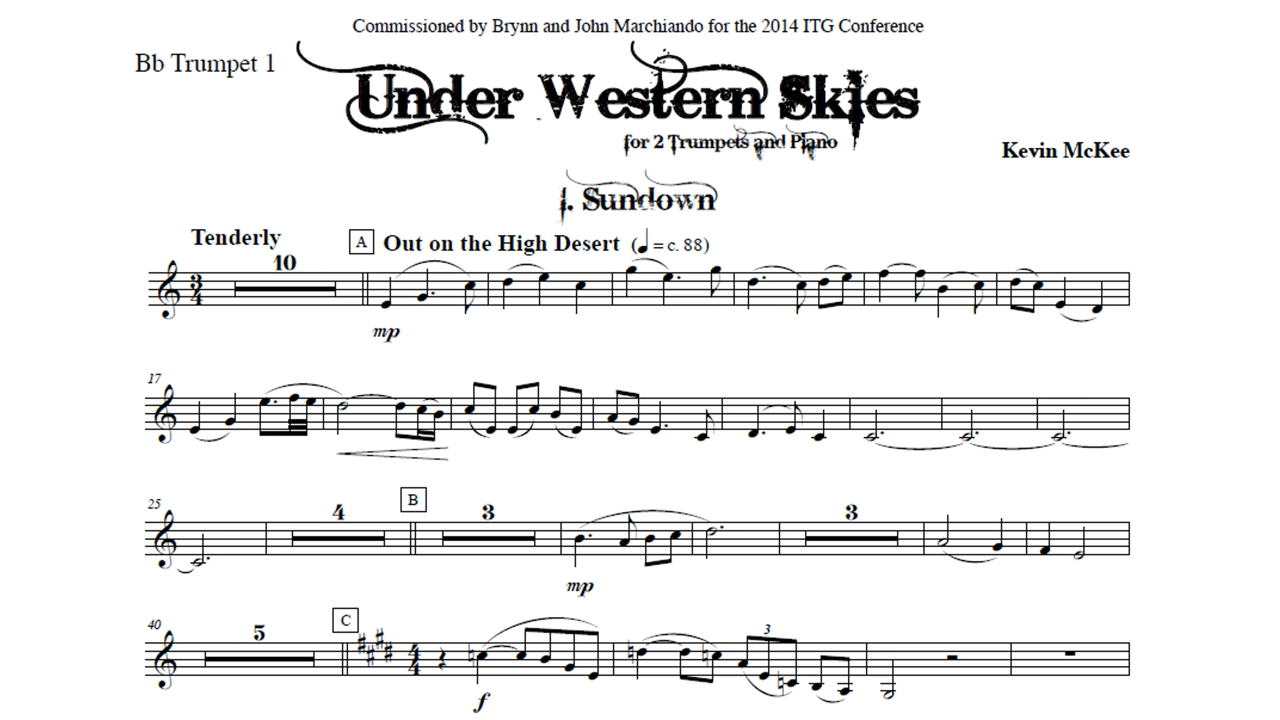 Commissioned by Brynn and John Marchiando for the 2014 ITG Conference
Bb Trumpet 1
Under Western Skies
for 2 Trumpets and Piano
Kevin McKee
I. Sundown
Tenderly
A Out on the High Desert (♩ = c. 88)
10
3
4
mp
17
25
4
B
3
3
mp
40
5
C
4
4
3
f